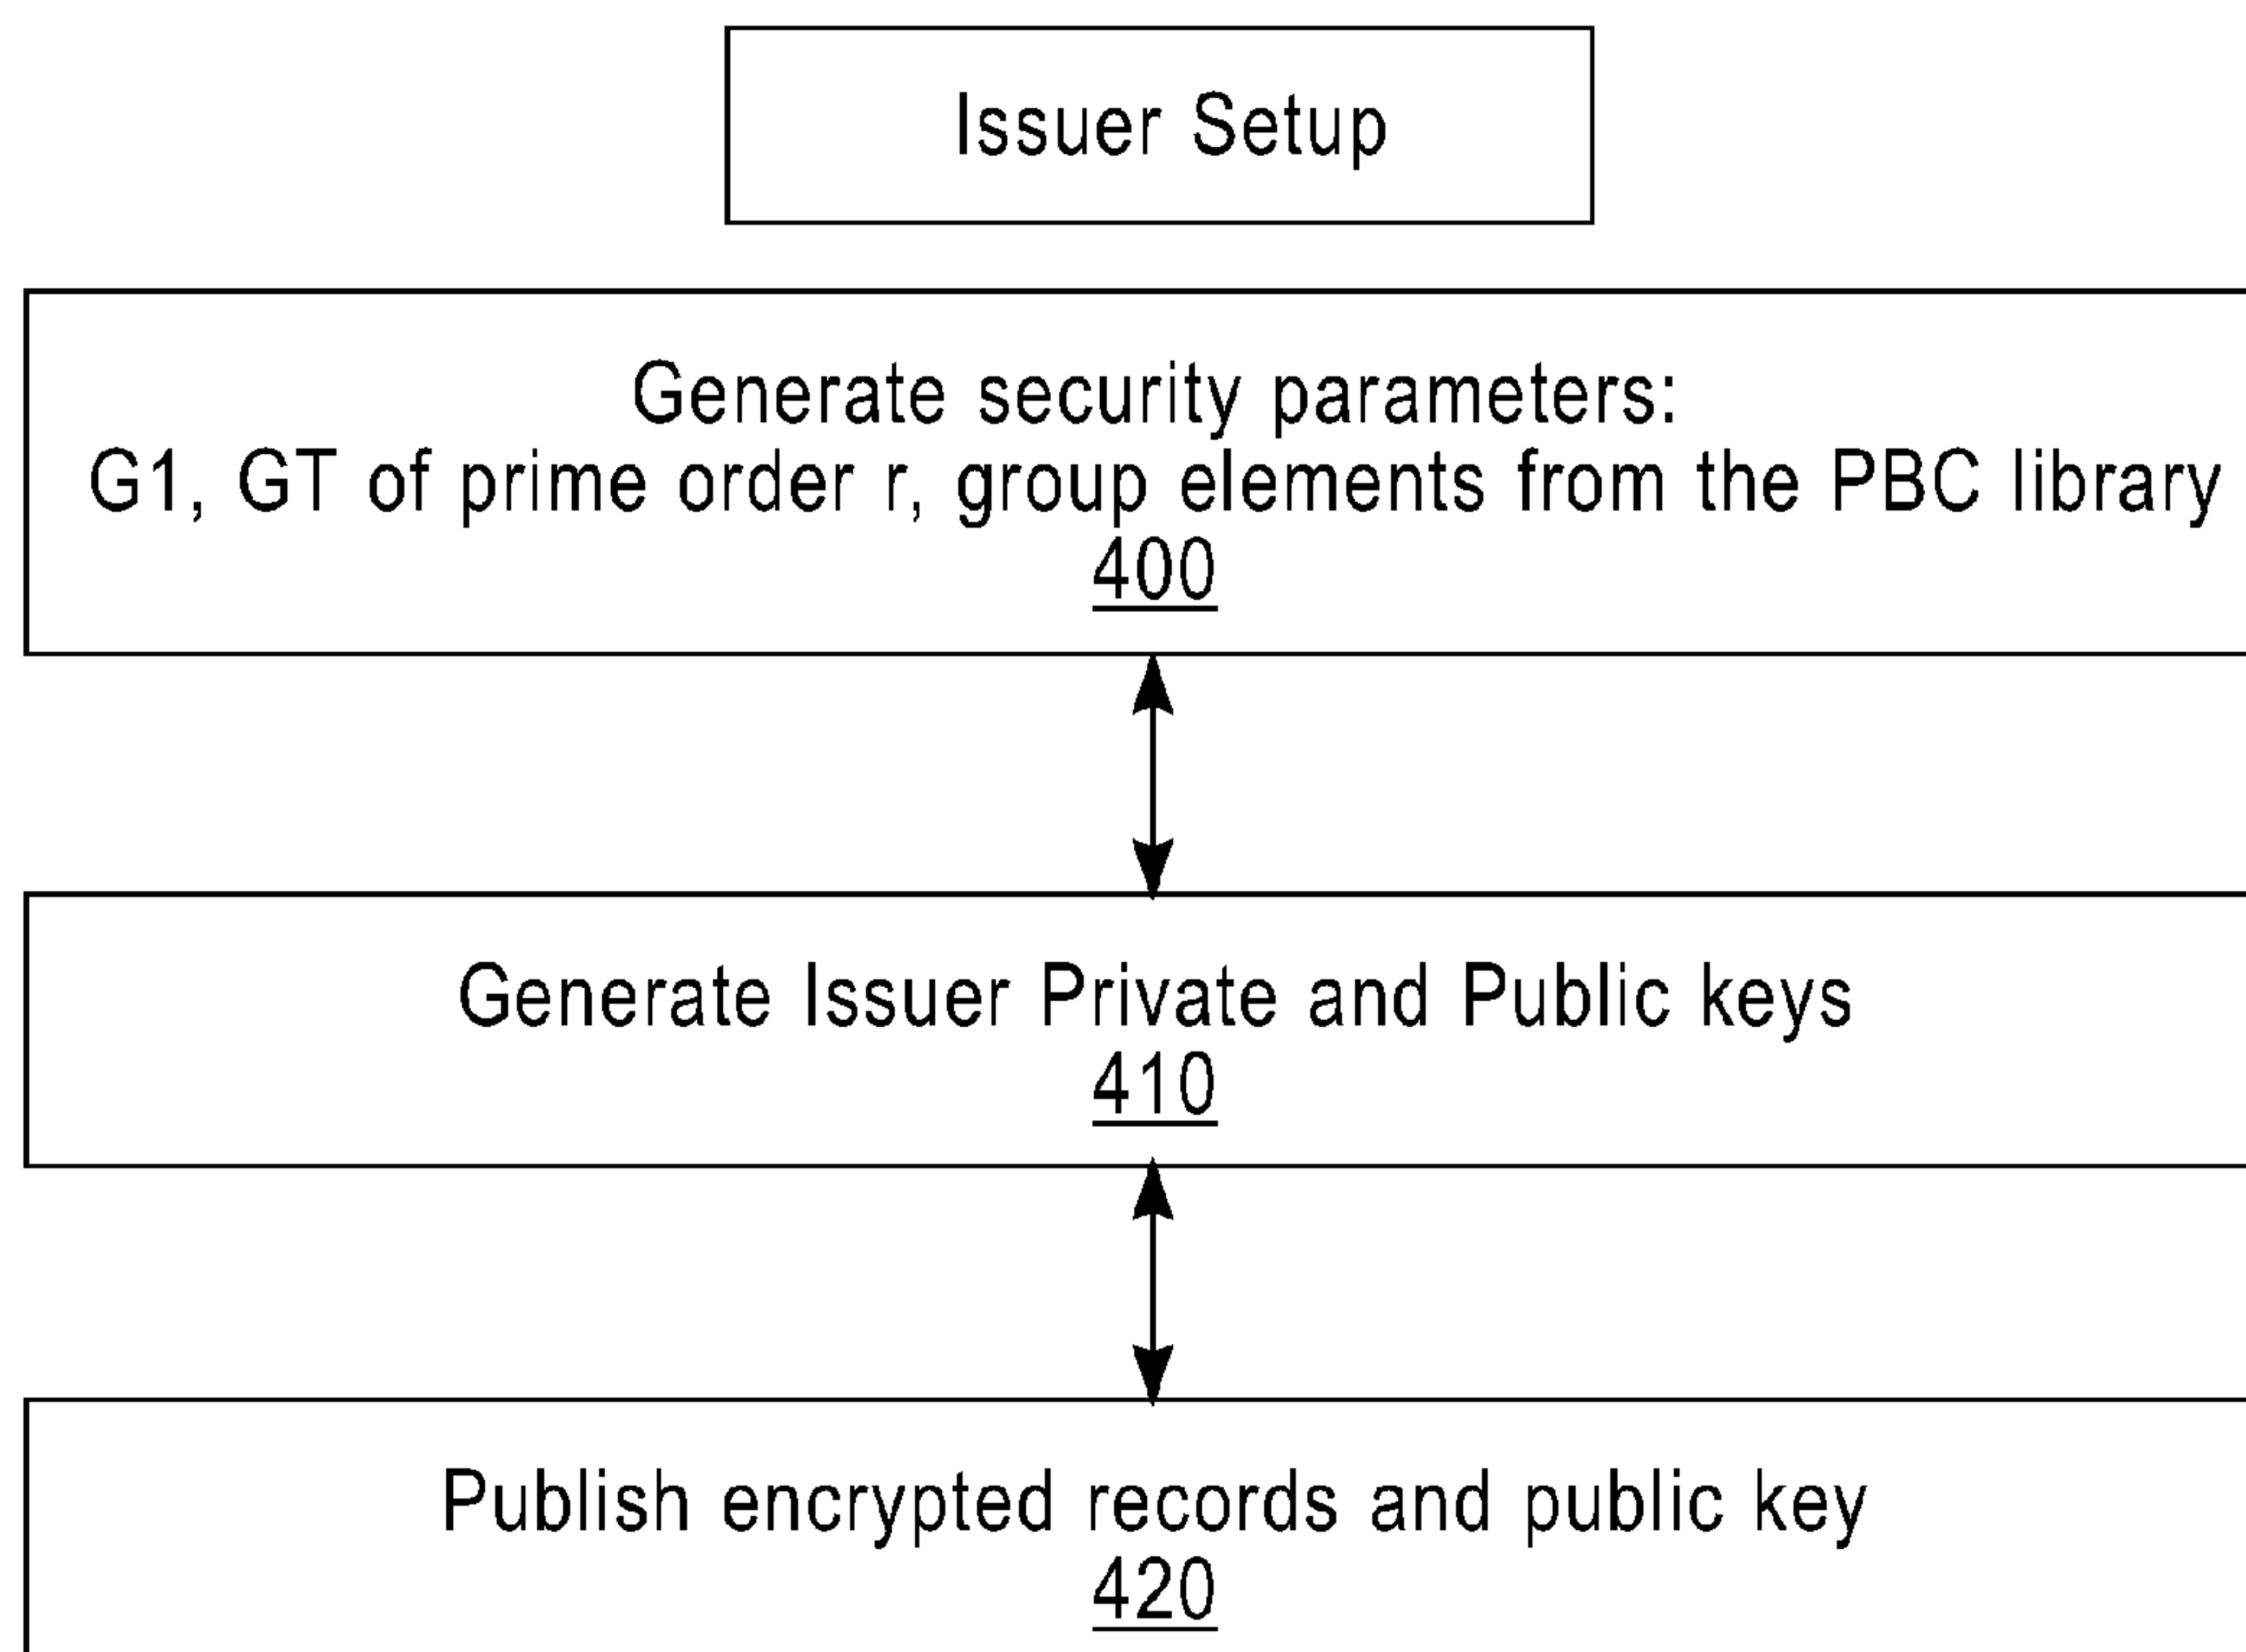 Issuer Setup
Generate security parameters:
G1, GT of prime order r, group elements from the PBC library
400
Generate Issuer Private and Public keys
410
Publish encrypted records and public key
420